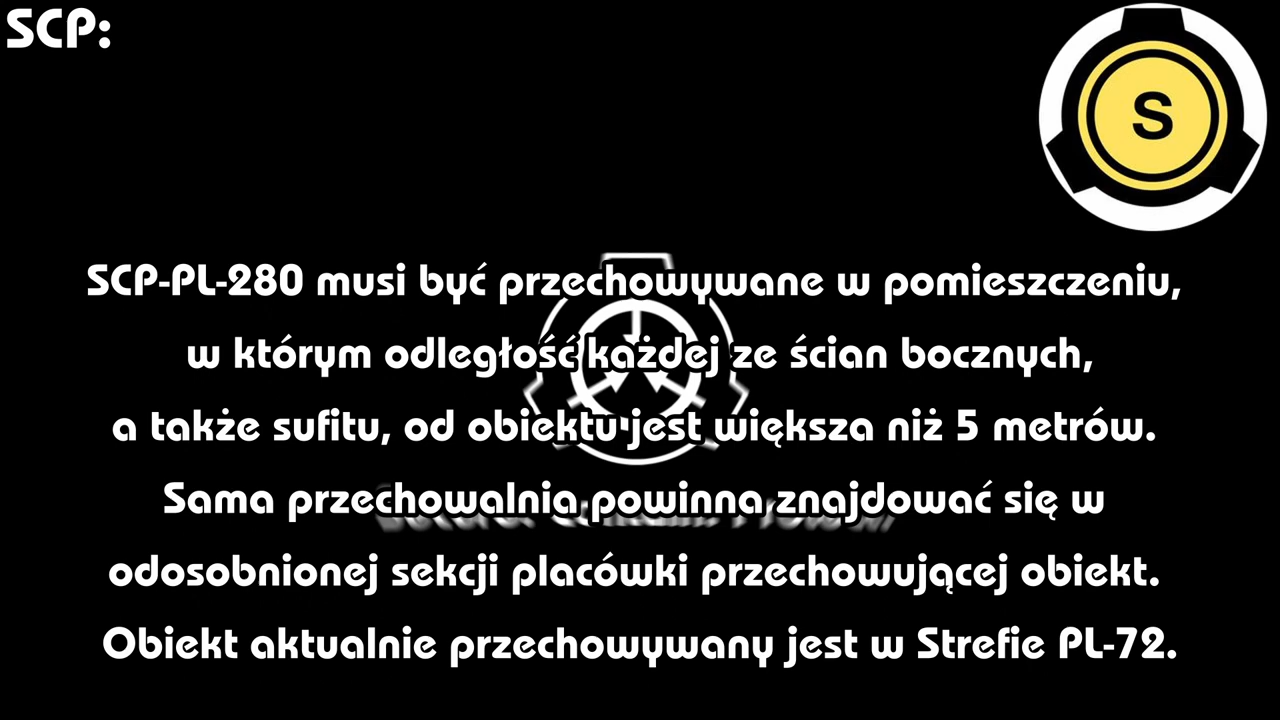 SCP:
S
SCP-PL-280 musi być przechowywane w pomieszczeniu,
w którym odległość każdej ze ścian bocznych,
a także sufitu, od obiektu jest większa niż 5 metrów.
Sama przechowalnia powinna znajdować się w
odosobnionej sekcji placówki przechowującej obiekt.
Obiekt aktualnie przechowywany jest w Strefie PL-72.